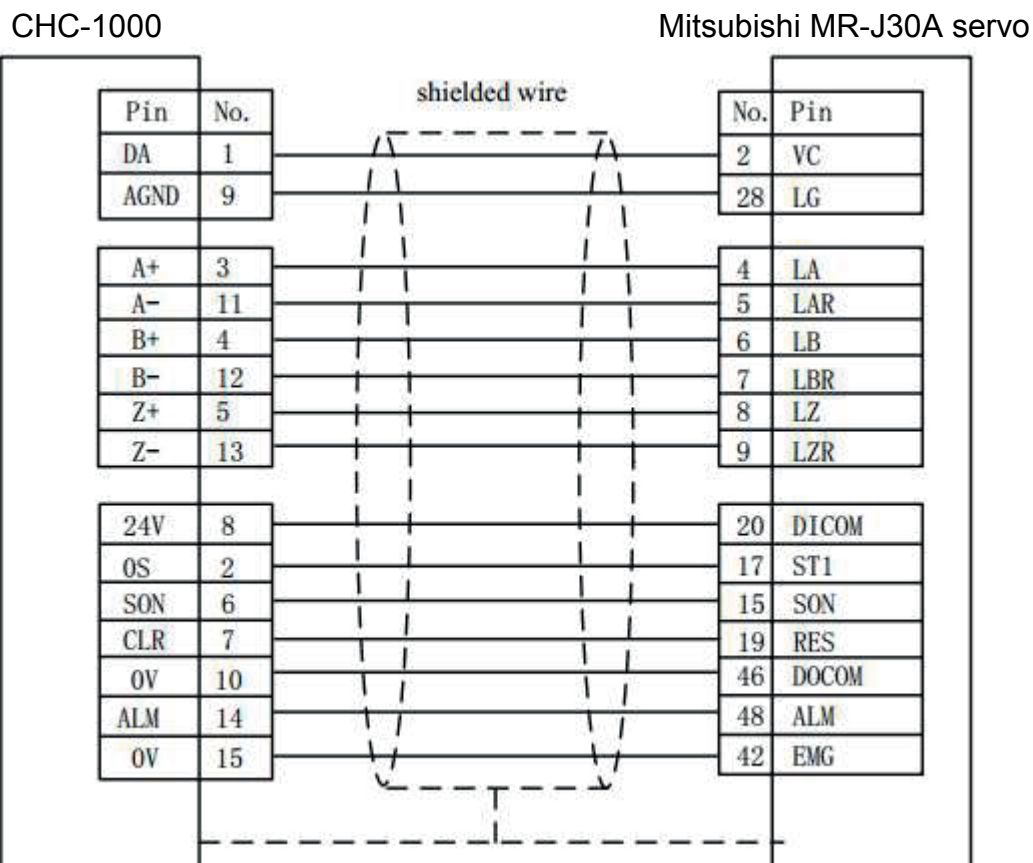 CHC-1000 Mitsubishi MR-J30A servo
shielded wire
Pin No. No. Pin
DA 1 2 VC
AGND 9 28 LG
A+ 3 4 LA
A- 11 5 LAR
B+ 4 6 LB
B- 12 7 LBR
Z+ 5 8 LZ
Z- 13 9 LZR
24V 8 20 DICOM
OS 2 17 ST1
SON 6 15 SON
CLR 7 19 RES
0V 10 46 DOCOM
ALM 14 48 ALM
0V 15 42 EMG